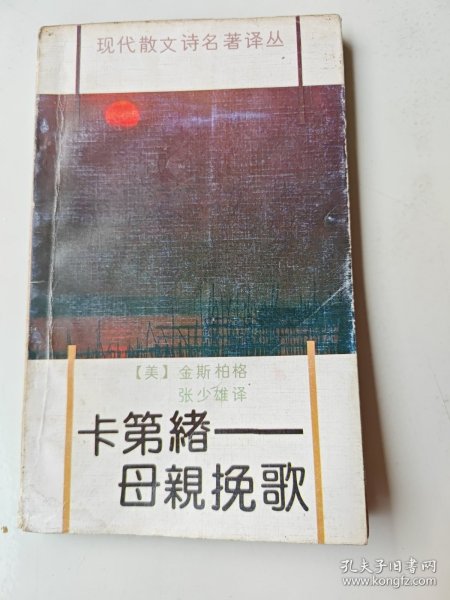 现代散文诗名著译丛
【美】金斯柏格
张少雄译
卡第緒——
母親挽歌
孔夫子旧书网
www.kongfz.com